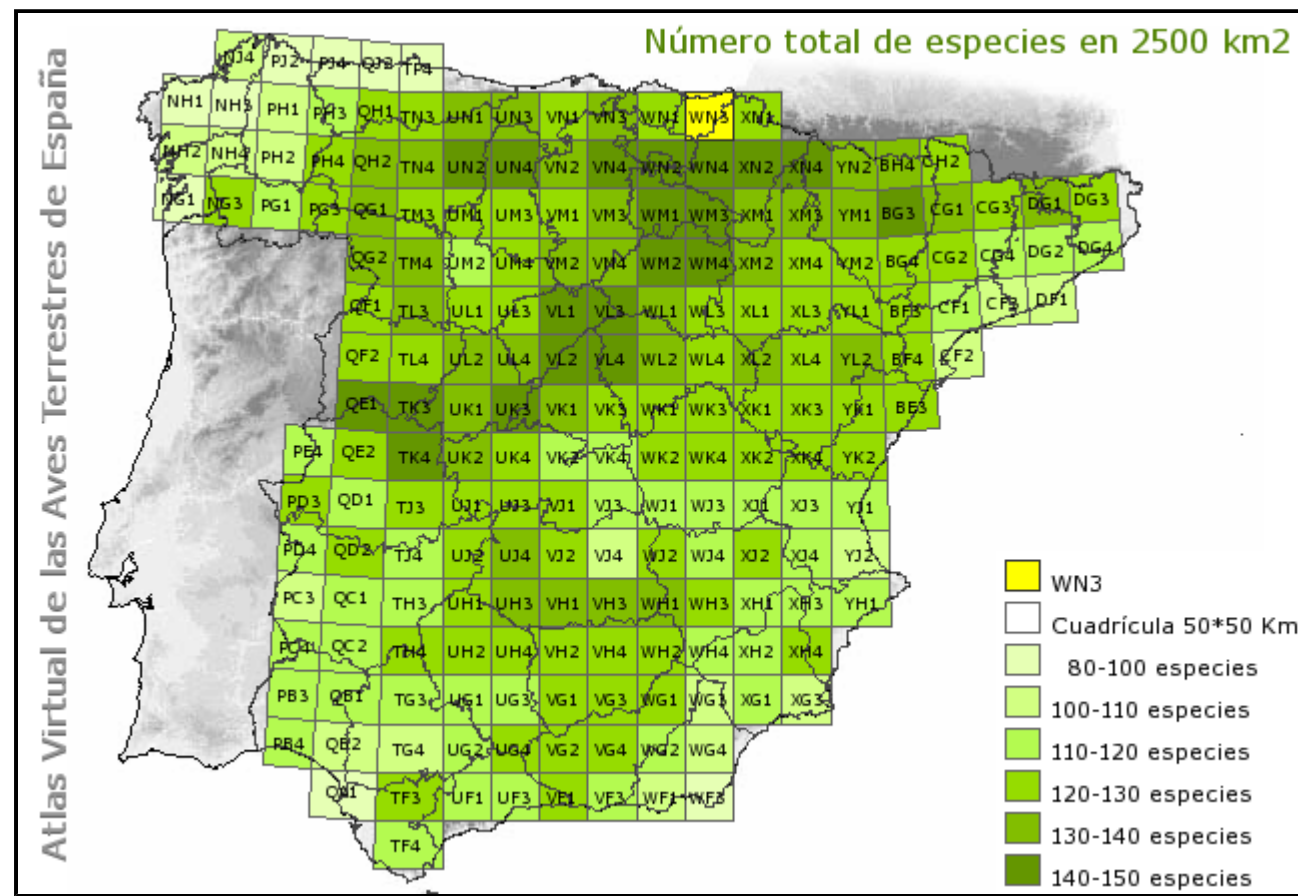 Número total de especies en 2500 km2
Atlas Virtual de las Aves Terrestres de España
NJ4 PJ2 PJ4 QJ2 TP4
NH1 NH3 PH1 PH3 QH1 TN3 UN1 UN3 VN1 VN3 WN1 WN3 XN1
NH2 NH4 PH2 PH4 QH2 TN4 UN2 UN4 VN2 VN4 WN2 WN4 XN2 XN4 YN2 BH4 CH2
NG1 NG3 PG1 PG3 QG1 TM3 UM1 UM3 VM1 VM3 WM1 WM3 XM1 XM3 YM1 BG3 CG1 CG3 DG1 DG3
QG2 TM4 UM2 UM4 VM2 VN4 WM2 WM4 XM2 XM4 YM2 BG4 CG2 CG4 DG2 DG4
QF1 TL3 UL1 UL3 VL1 VL3 WL1 WL3 XL1 XL3 YL1 BF3 CF1 CF3 DF1
QF2 TL4 UL2 UL4 VL2 VL4 WL2 WL4 XL2 XL4 YL2 BF4 CF2
QE1 TK3 UK1 UK3 VK1 VK3 WK1 WK3 XK1 XK3 YK1 BE3
PE4 QE2 TK4 UK2 UK4 VK2 VK4 WK2 WK4 XK2 XK4 YK2
PD3 QD1 TJ3 UJ1 UJ3 VJ1 VJ3 WJ1 WJ3 XJ1 XJ3 YJ1
PD4 QD2 TJ4 UJ2 UJ4 VJ2 VJ4 WJ2 WJ4 XJ2 XJ4 YJ2
PC3 QC1 TH3 UH1 UH3 VH1 VH3 WH1 WH3 XH1 XH3 YH1
PC4 QC2 TH4 UH2 UH4 VH2 VH4 WH2 WH4 XH2 XH4
PB3 QB1 TG3 UG1 UG3 VG1 VG3 WG1 WG3 XG1 XG3
PB4 QB2 TG4 UG2 UG4 VG2 VG4 WG2 WG4
QA1 TF3 UF1 UF3 VF1 VF3 WF1 WF3
TF4
WN3
Cuadrícula 50*50 Km
80-100 especies
100-110 especies
110-120 especies
120-130 especies
130-140 especies
140-150 especies